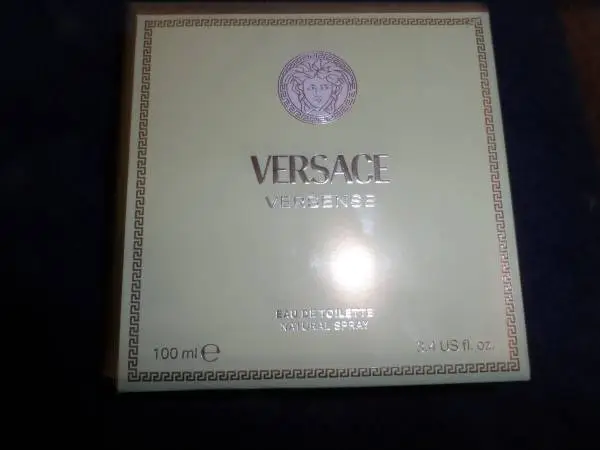 VERSACE
VERSENSE
EAU DE TOILETTE
NATURAL SPRAY
100 ml ℮
3.4 US fl. oz.